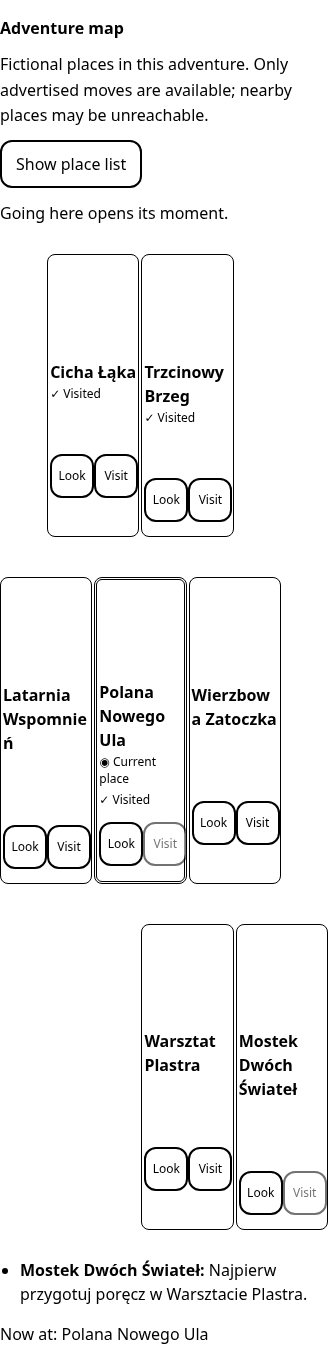 Adventure map
Fictional places in this adventure. Only
advertised moves are available; nearby
places may be unreachable.
Show place list
Going here opens its moment.
Cicha Łąka
✓ Visited
Look Visit
Trzcinowy
Brzeg
✓ Visited
Look Visit
Latarnia
Wspomnie
ń
Look Visit
Polana
Nowego
Ula
◉ Current
place
✓ Visited
Look Visit
Wierzbow
a Zatoczka
Look Visit
Warsztat
Plastra
Look Visit
Mostek
Dwóch
Świateł
Look Visit
• Mostek Dwóch Świateł: Najpierw
przygotuj poręcz w Warsztacie Plastra.
Now at: Polana Nowego Ula